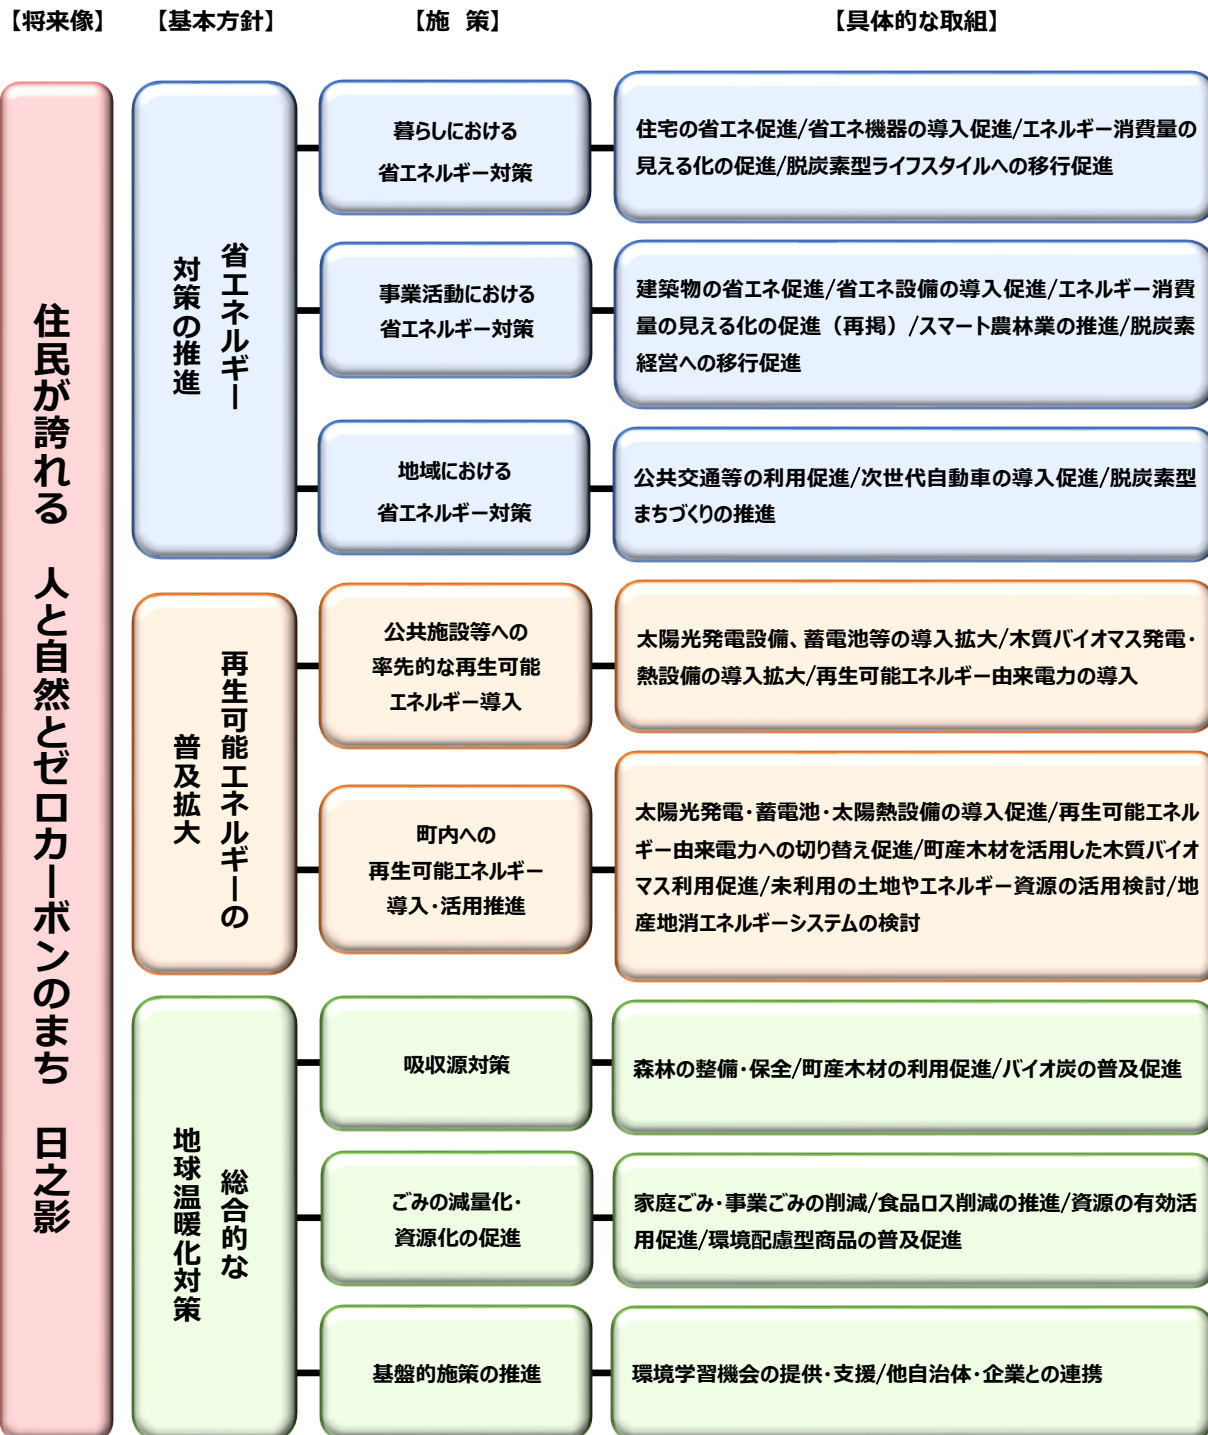 【将来像】 【基本方針】 【施 策】 【具体的な取組】
住民が誇れる 人と自然とゼロカーボンのまち 日之影
省エネルギー
対策の推進
暮らしにおける
省エネルギー対策
住宅の省エネ促進/省エネ機器の導入促進/エネルギー消費量の
見える化の促進/脱炭素型ライフスタイルへの移行促進
事業活動における
省エネルギー対策
建築物の省エネ促進/省エネ設備の導入促進/エネルギー消費
量の見える化の促進（再掲）/スマート農林業の推進/脱炭素
経営への移行促進
地域における
省エネルギー対策
公共交通等の利用促進/次世代自動車の導入促進/脱炭素型
まちづくりの推進
再生可能エネルギーの
普及拡大
公共施設等への
率先的な再生可能
エネルギー導入
太陽光発電設備、蓄電池等の導入拡大/木質バイオマス発電・
熱設備の導入拡大/再生可能エネルギー由来電力の導入
町内への
再生可能エネルギー
導入・活用推進
太陽光発電・蓄電池・太陽熱設備の導入促進/再生可能エネル
ギー由来電力への切り替え促進/町産木材を活用した木質バイオ
マス利用促進/未利用の土地やエネルギー資源の活用検討/地
産地消エネルギーシステムの検討
総合的な
地球温暖化対策
吸収源対策
森林の整備・保全/町産木材の利用促進/バイオ炭の普及促進
ごみの減量化・
資源化の促進
家庭ごみ・事業ごみの削減/食品ロス削減の推進/資源の有効活
用促進/環境配慮型商品の普及促進
基盤的施策の推進
環境学習機会の提供・支援/他自治体・企業との連携